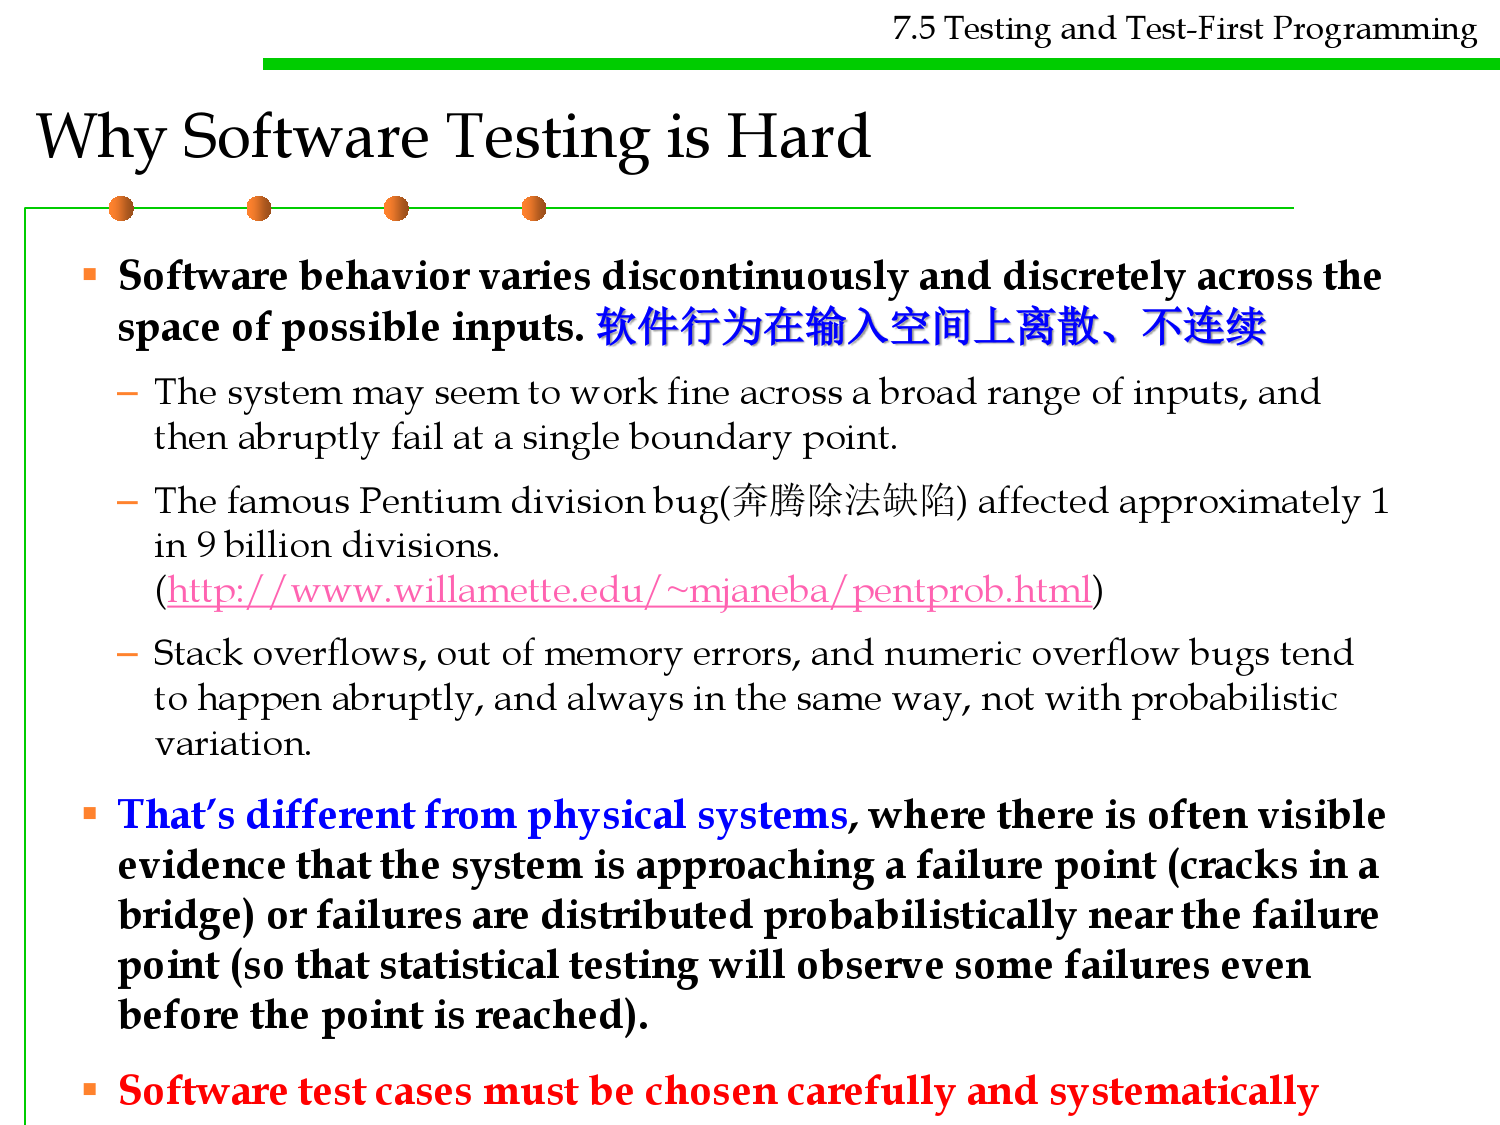 7.5 Testing and Test-First Programming
Why Software Testing is Hard
Software behavior varies discontinuously and discretely across the
space of possible inputs. 软件行为在输入空间上离散、不连续
– The system may seem to work fine across a broad range of inputs, and
then abruptly fail at a single boundary point.
– The famous Pentium division bug(奔腾除法缺陷) affected approximately 1
in 9 billion divisions.
(http://www.willamette.edu/~mjaneba/pentprob.html)
– Stack overflows, out of memory errors, and numeric overflow bugs tend
to happen abruptly, and always in the same way, not with probabilistic
variation.
That’s different from physical systems, where there is often visible
evidence that the system is approaching a failure point (cracks in a
bridge) or failures are distributed probabilistically near the failure
point (so that statistical testing will observe some failures even
before the point is reached).
Software test cases must be chosen carefully and systematically